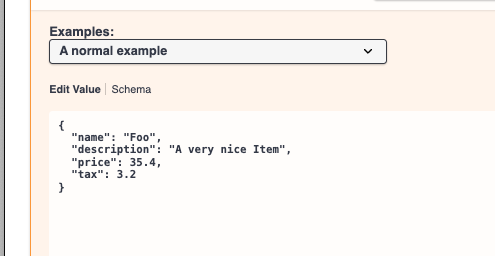 Examples:
A normal example
Edit Value | Schema
{
  "name": "Foo",
  "description": "A very nice Item",
  "price": 35.4,
  "tax": 3.2
}